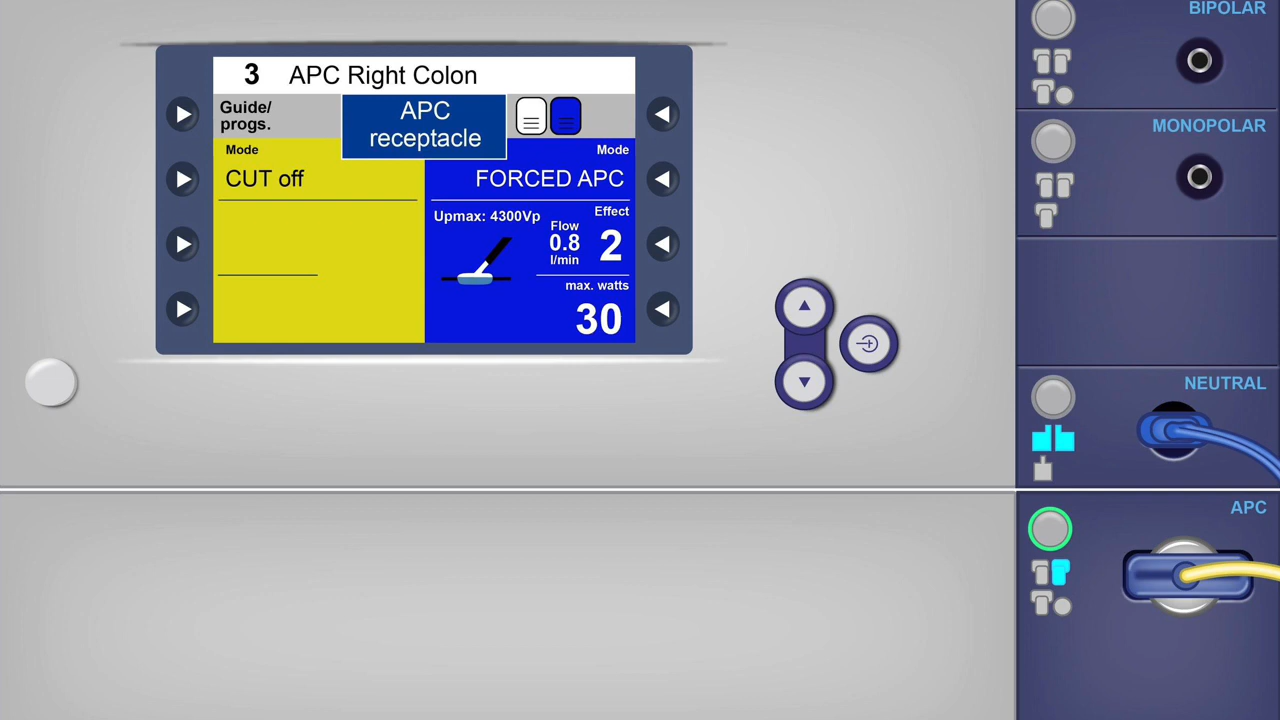 3 APC Right Colon
Guide/
progs.
APC
receptacle
Mode
CUT off
Mode
FORCED APC
Upmax: 4300Vp
Effect
2
Flow
0.8
l/min
max. watts
30
BIPOLAR
MONOPOLAR
NEUTRAL
APC